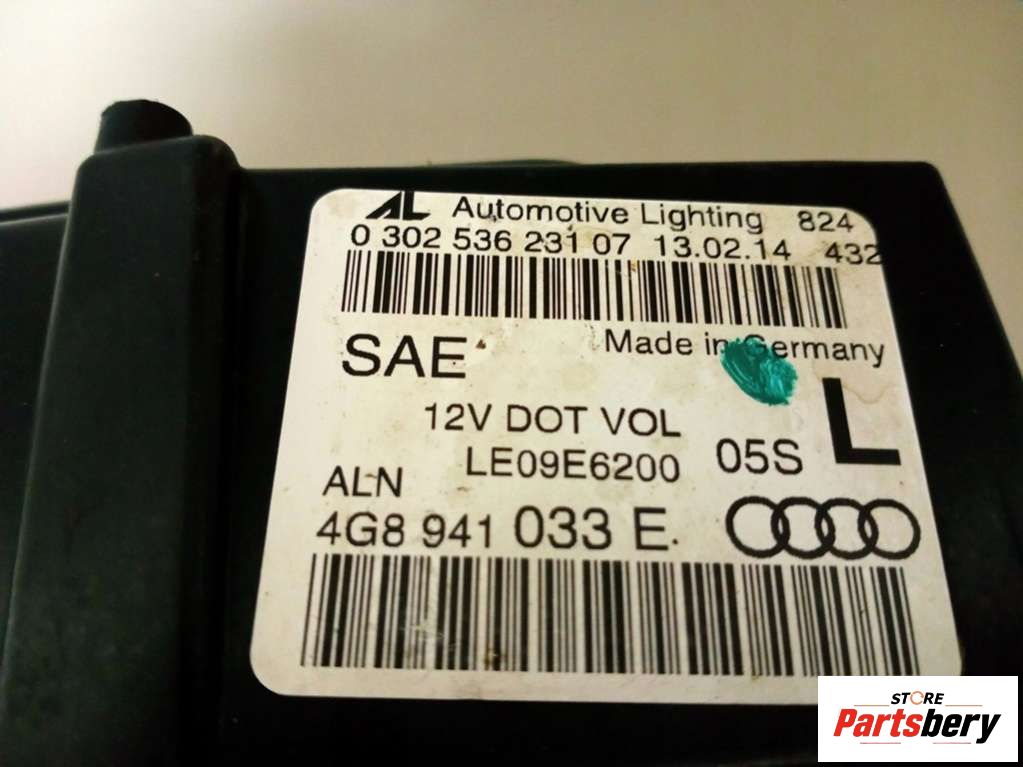 AL Automotive Lighting 824
0 302 536 231 07 13.02.14 432
SAE Made in Germany
12V DOT VOL
LE09E6200 05S L
ALN
4G8 941 033 E.
STORE
Partsbery